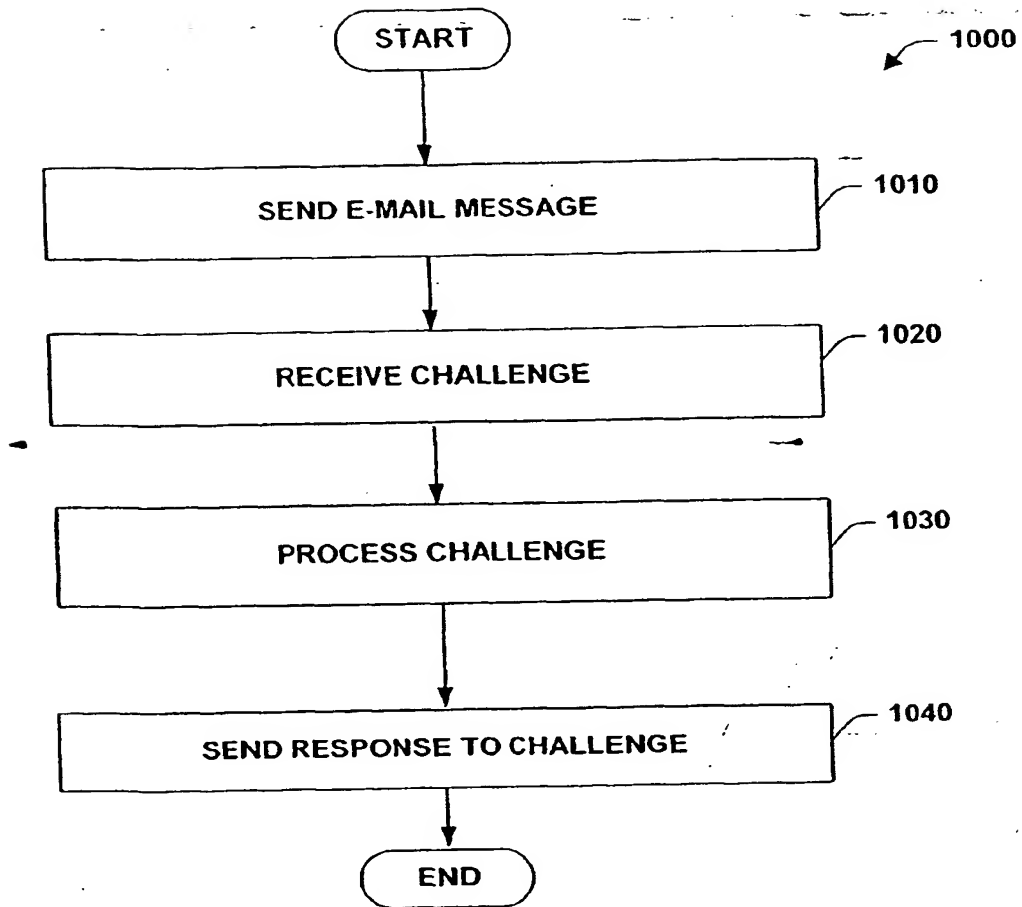 START
1000
SEND E-MAIL MESSAGE
1010
RECEIVE CHALLENGE
1020
PROCESS CHALLENGE
1030
SEND RESPONSE TO CHALLENGE
1040
END